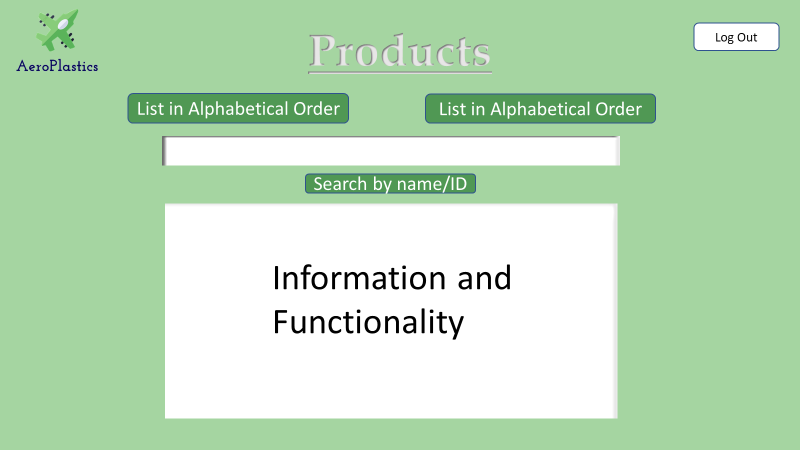 Products
Log Out
AeroPlastics
List in Alphabetical Order
List in Alphabetical Order
Search by name/ID
Information and
Functionality